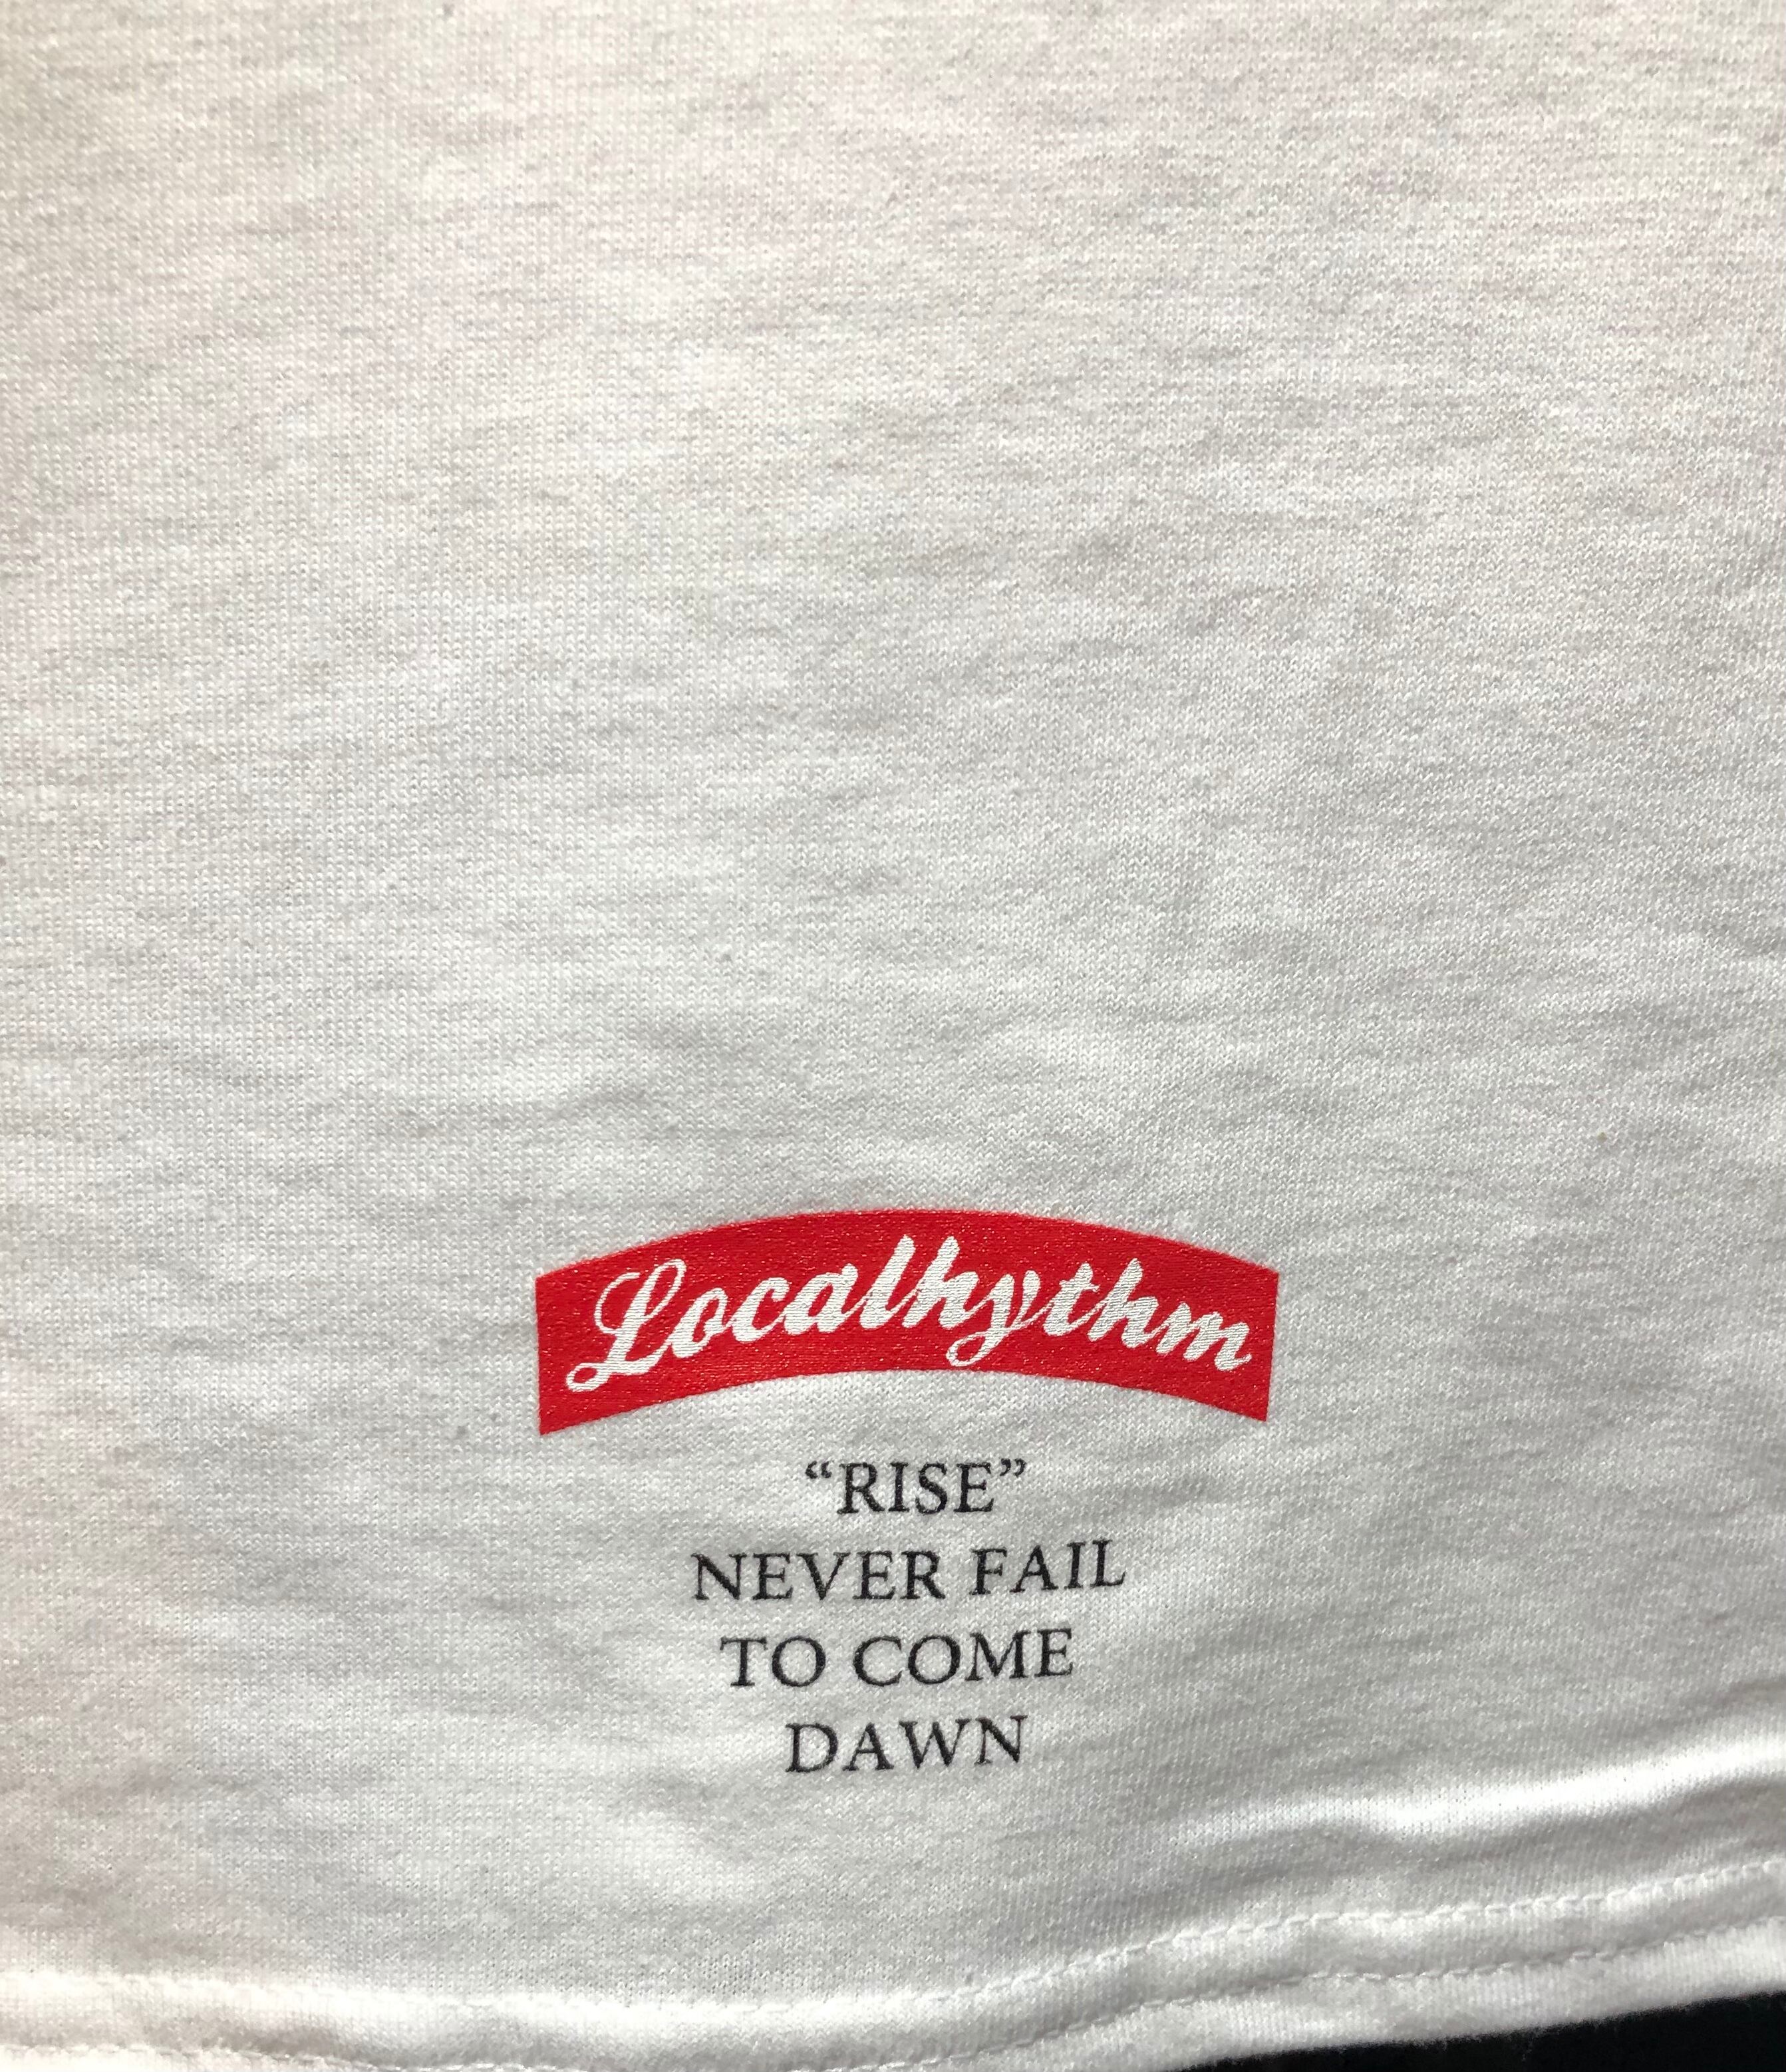 Localhythm
“RISE”
NEVER FAIL
TO COME
DAWN